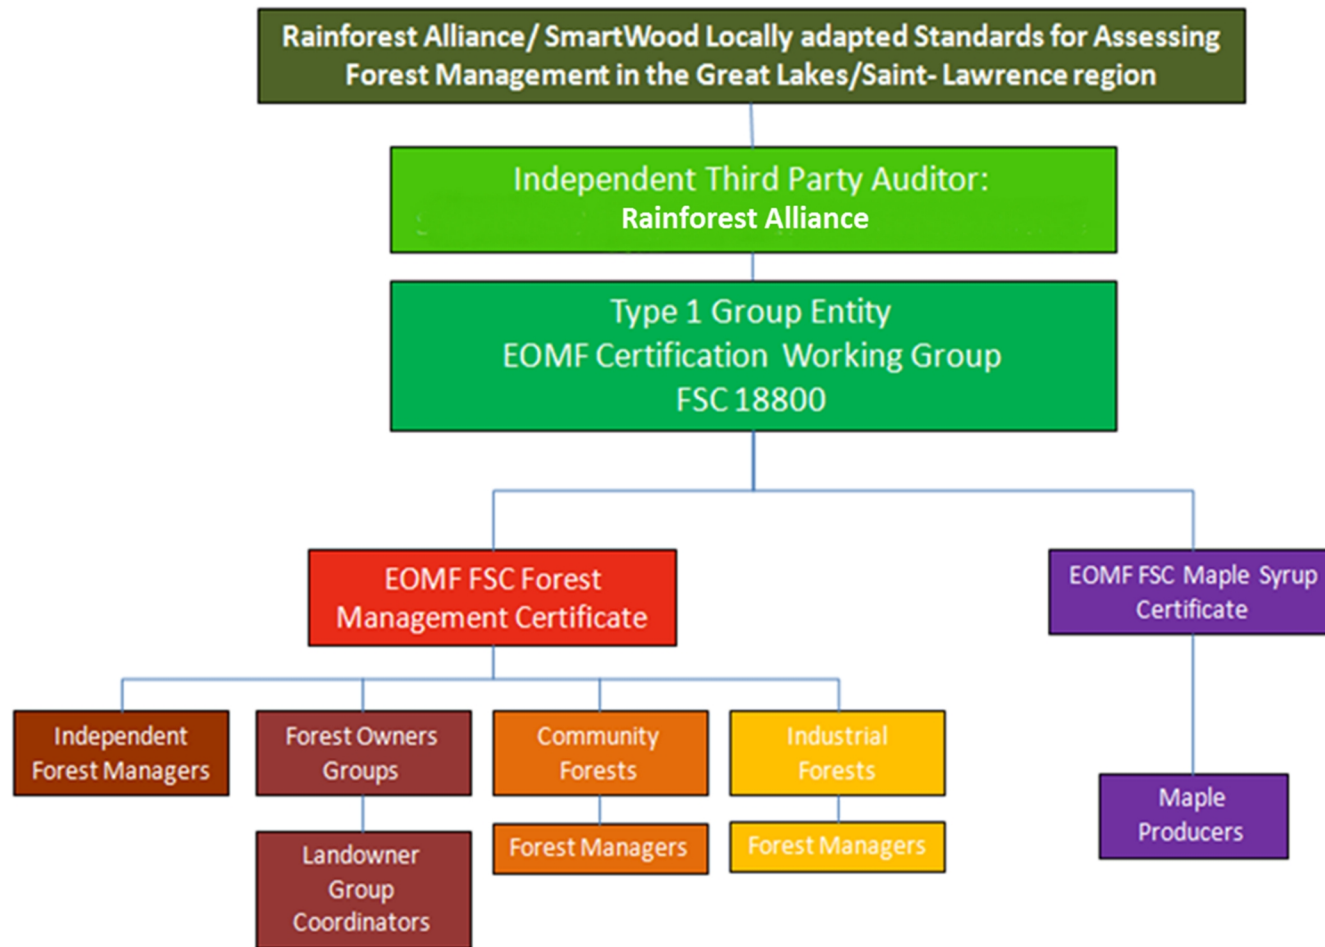 Rainforest Alliance/ SmartWood Locally adapted Standards for Assessing
Forest Management in the Great Lakes/Saint- Lawrence region
Independent Third Party Auditor:
Rainforest Alliance
Type 1 Group Entity
EOMF Certification Working Group
FSC 18800
EOMF FSC Forest
Management Certificate
EOMF FSC Maple Syrup
Certificate
Independent
Forest Managers
Forest Owners
Groups
Community
Forests
Industrial
Forests
Maple
Producers
Landowner
Group
Coordinators
Forest Managers
Forest Managers